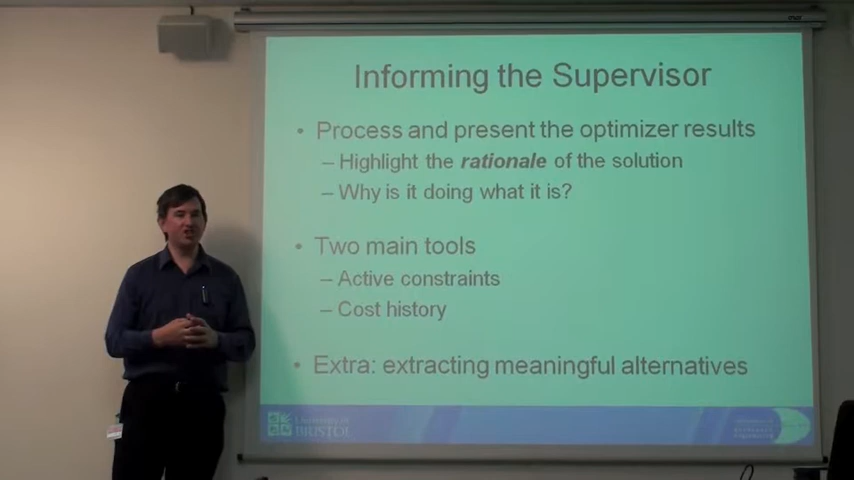 Informing the Supervisor
• Process and present the optimizer results
– Highlight the rationale of the solution
– Why is it doing what it is?
• Two main tools
– Active constraints
– Cost history
• Extra: extracting meaningful alternatives
University of
BRISTOL